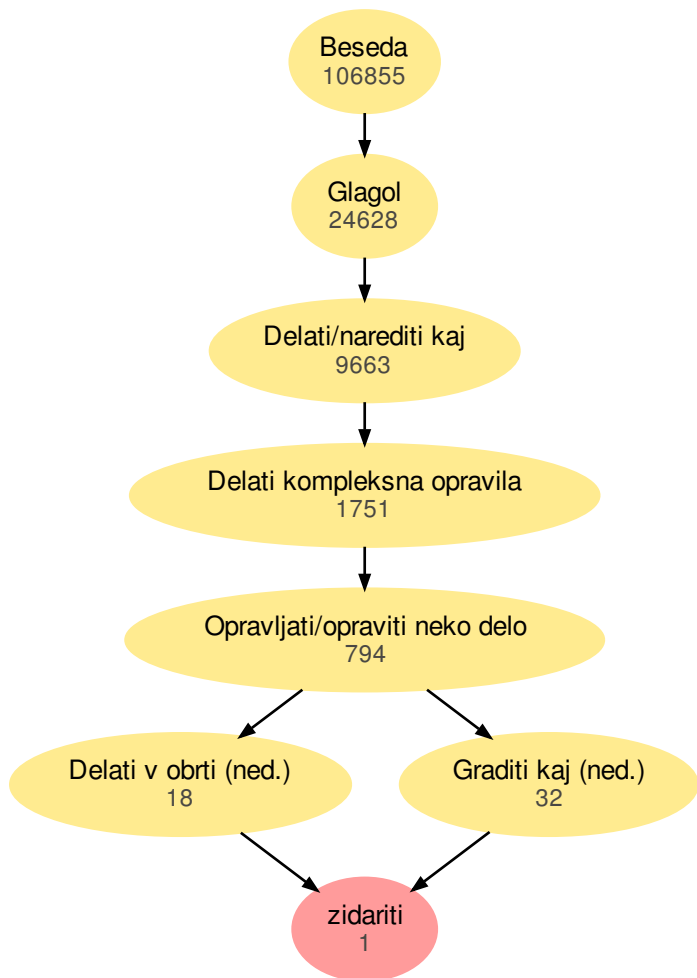 Beseda
106855
Glagol
24628
Delati/narediti kaj
9663
Delati kompleksna opravila
1751
Opravljati/opraviti neko delo
794
Delati v obrti (ned.)
18
Graditi kaj (ned.)
32
zidariti
1